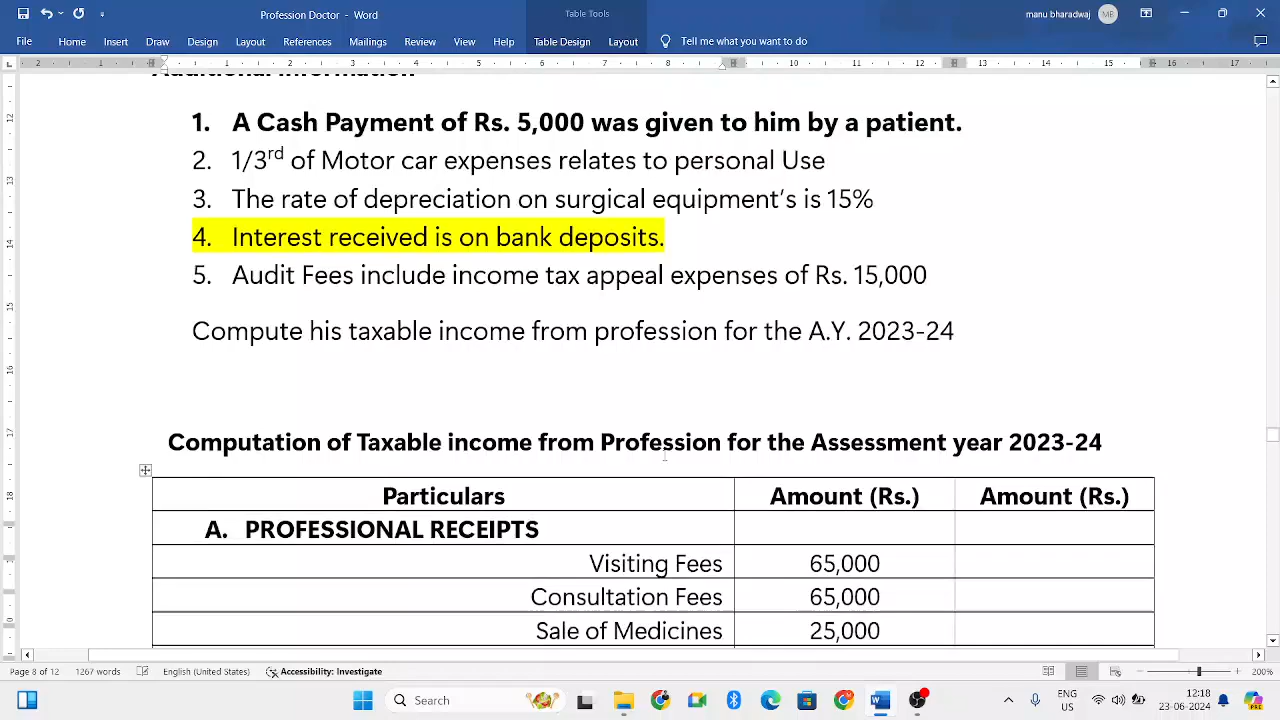 Profession Doctor - Word
Table Tools
manu bharadwaj MB
File Home Insert Draw Design Layout References Mailings Review View Help Table Design Layout Tell me what you want to do
Additional Information
1. A Cash Payment of Rs. 5,000 was given to him by a patient.
2. 1/3rd of Motor car expenses relates to personal Use
3. The rate of depreciation on surgical equipment's is 15%
4. Interest received is on bank deposits.
5. Audit Fees include income tax appeal expenses of Rs. 15,000
Compute his taxable income from profession for the A.Y. 2023-24
Computation of Taxable income from Profession for the Assessment year 2023-24
Particulars Amount (Rs.) Amount (Rs.)
A. PROFESSIONAL RECEIPTS
Visiting Fees 65,000
Consultation Fees 65,000
Sale of Medicines 25,000
Page 8 of 12 1267 words English (United States) Accessibility: Investigate 200%
Search
ENG
US
12:18
23-06-2024